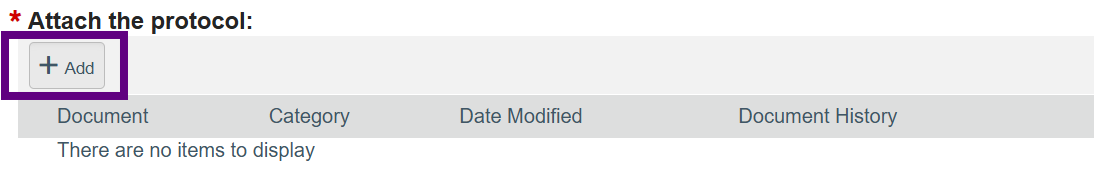 * Attach the protocol:
+ Add
Document Category Date Modified Document History
There are no items to display